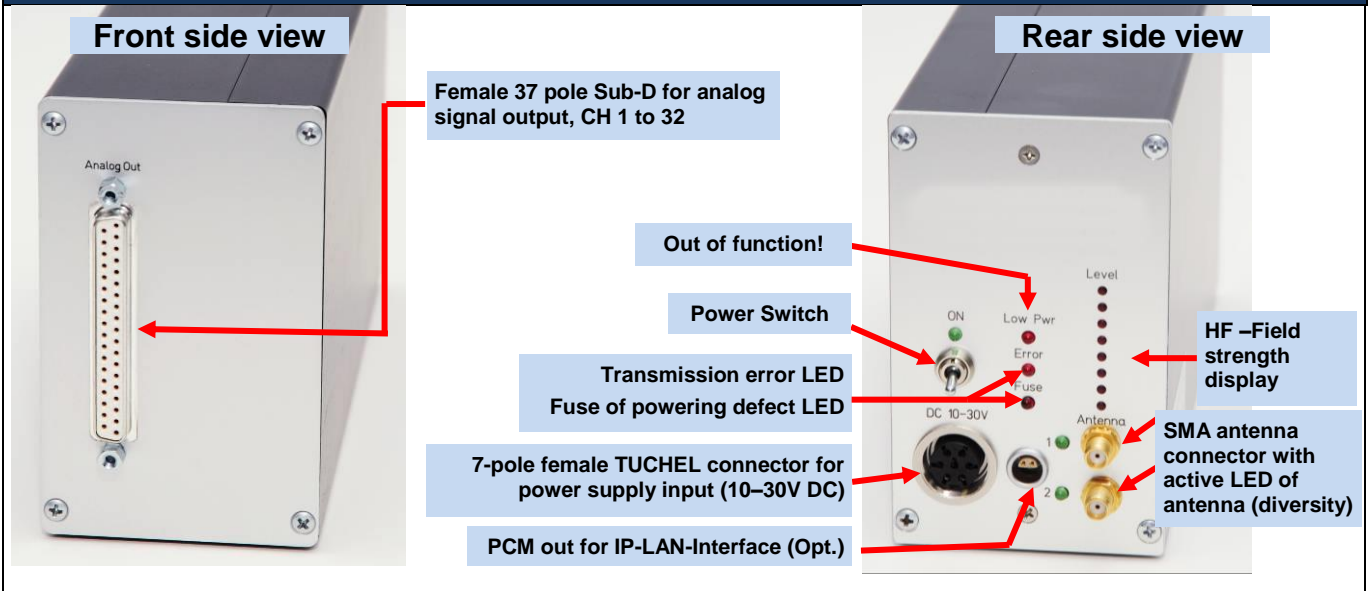 Front side view
Rear side view
Female 37 pole Sub-D for analog
signal output, CH 1 to 32
Analog Out
Out of function!
Level
Power Switch
ON
Low Pwr
HF –Field
strength
display
Error
Transmission error LED
Fuse
Fuse of powering defect LED
DC 10-30V
Antenna
SMA antenna
connector with
active LED of
antenna (diversity)
1
7-pole female TUCHEL connector for
power supply input (10–30V DC)
2
PCM out for IP-LAN-Interface (Opt.)